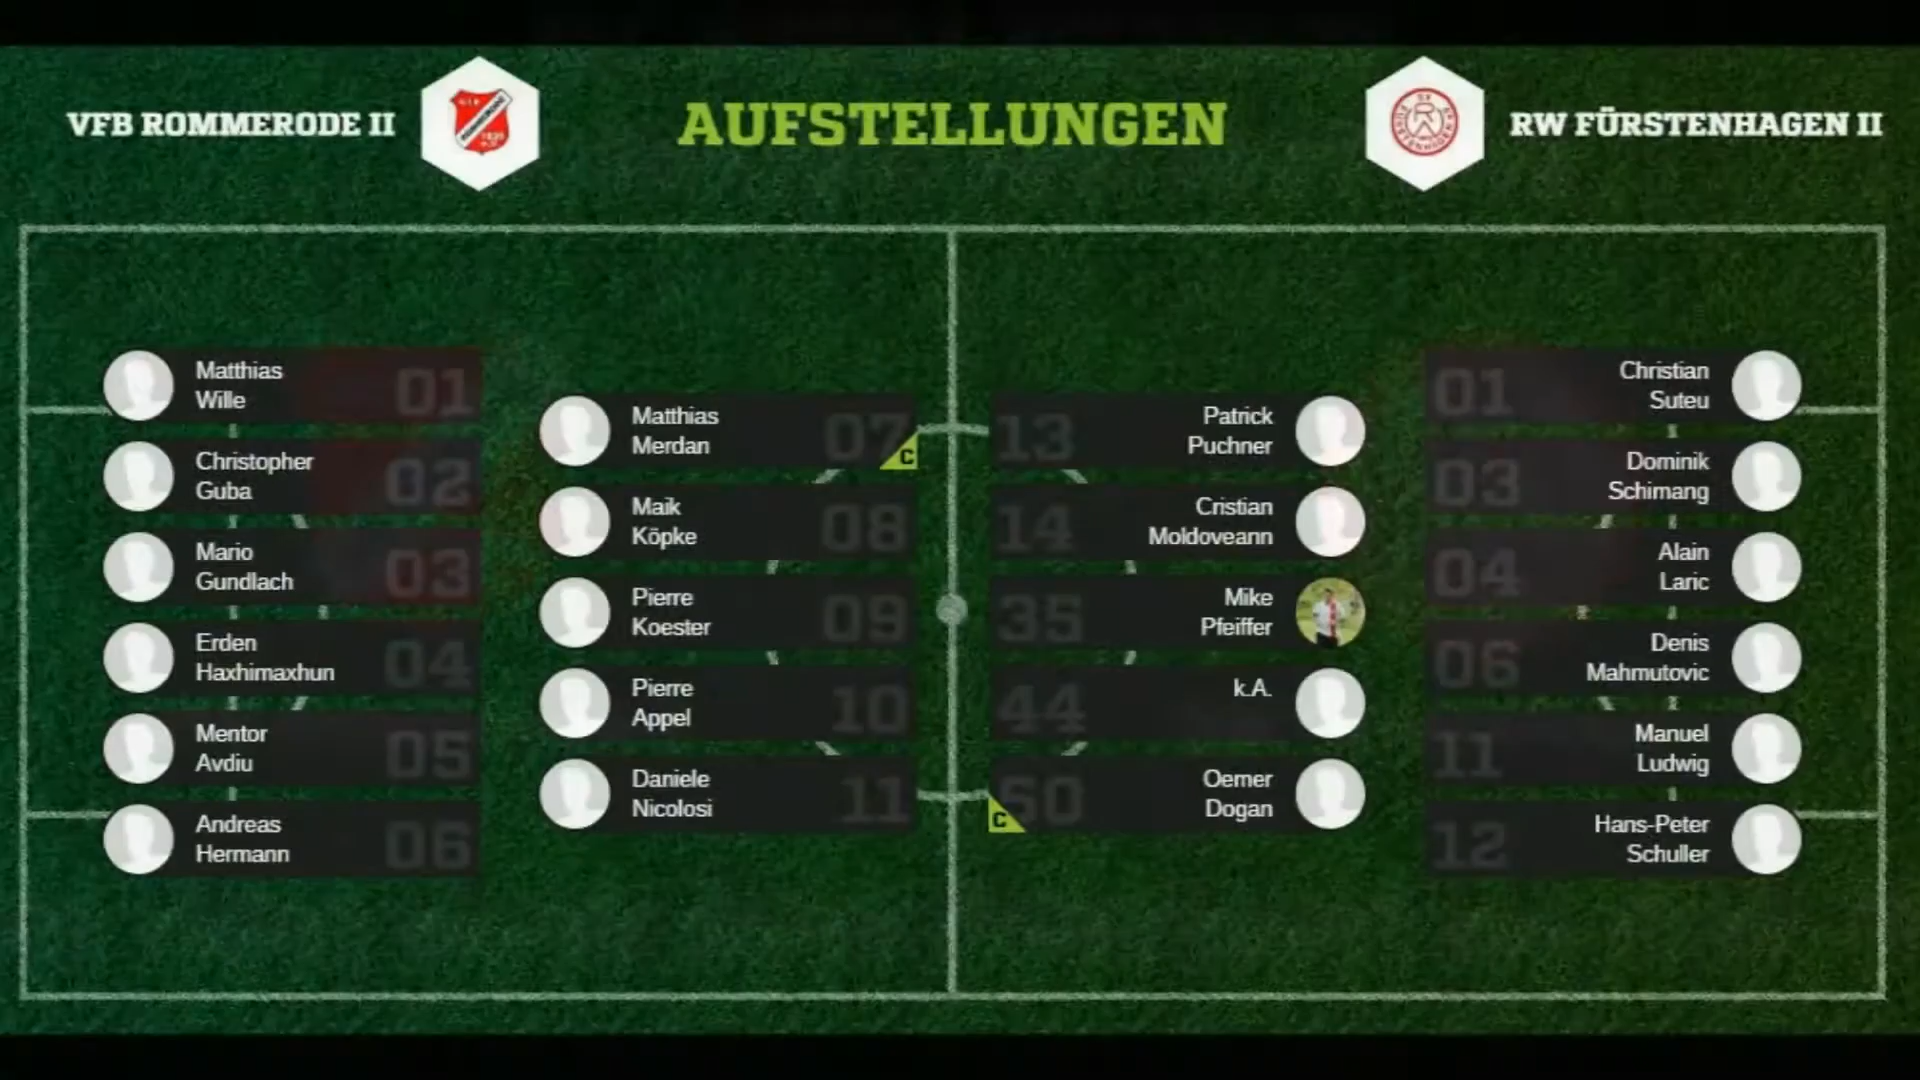 VFB ROMMERODE II
AUFSTELLUNGEN
RW FÜRSTENHAGEN II
Matthias
Wille
01
Christopher
Guba
02
Mario
Gundlach
03
Erden
Haxhimaxhun
04
Mentor
Avdiu
05
Andreas
Hermann
06
Matthias
Merdan
07
C
Maik
Köpke
08
Pierre
Koester
09
Pierre
Appel
10
Daniele
Nicolosi
11
13
Patrick
Puchner
14
Cristian
Moldoveann
35
Mike
Pfeiffer
44
k.A.
50
C
Oemer
Dogan
01
Christian
Suteu
03
Dominik
Schimang
04
Alain
Laric
06
Denis
Mahmutovic
11
Manuel
Ludwig
12
Hans-Peter
Schuller